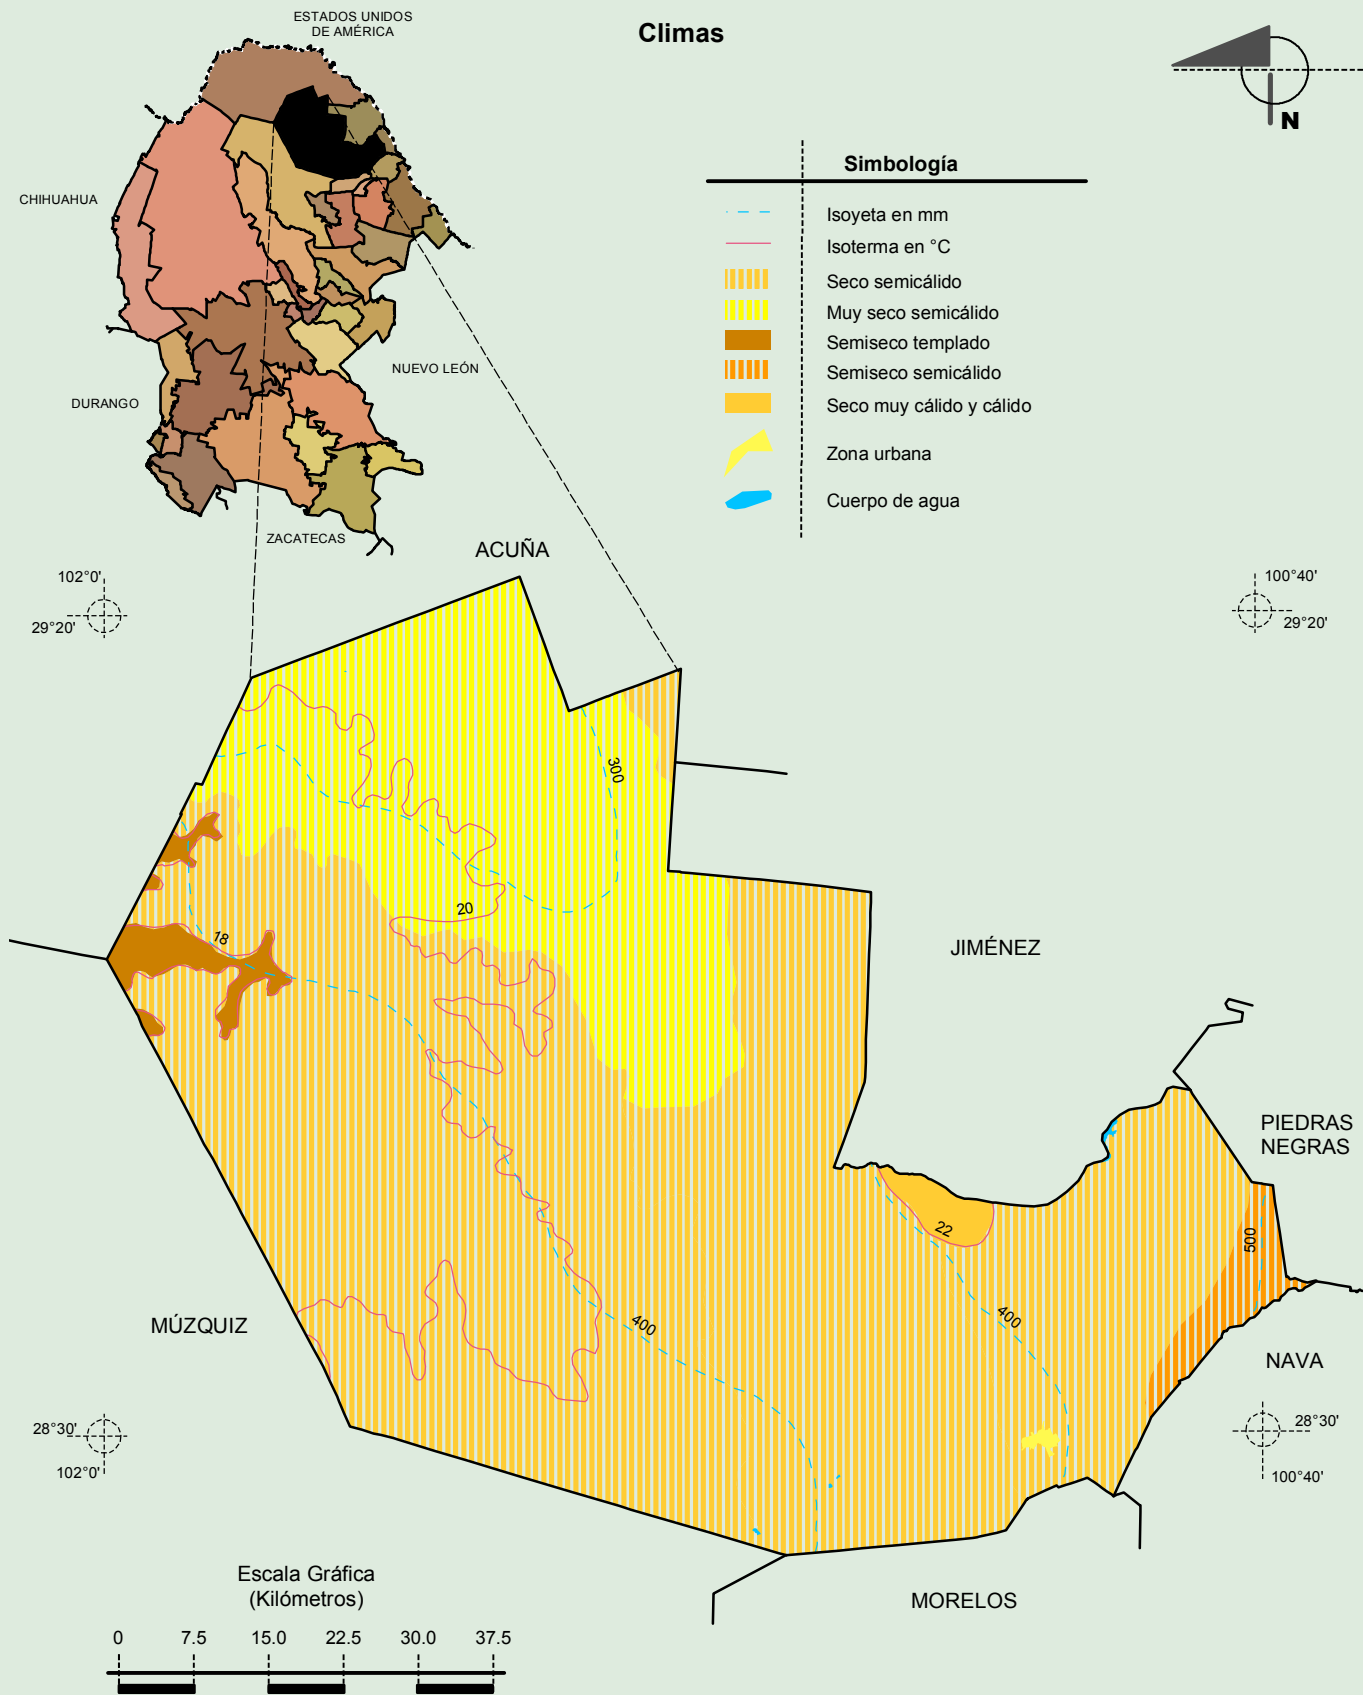 Climas
ESTADOS UNIDOS
DE AMÉRICA
CHIHUAHUA
DURANGO
NUEVO LEÓN
ZACATECAS
N
Simbología
Isoyeta en mm
Isoterma en °C
Seco semicálido
Muy seco semicálido
Semiseco templado
Semiseco semicálido
Seco muy cálido y cálido
Zona urbana
Cuerpo de agua
ACUÑA
102°0'
29°20'
100°40'
29°20'
300
20
18
JIMÉNEZ
PIEDRAS
NEGRAS
22
500
400
400
MÚZQUIZ
NAVA
28°30'
102°0'
28°30'
100°40'
MORELOS
Escala Gráfica
(Kilómetros)
0 7.5 15.0 22.5 30.0 37.5